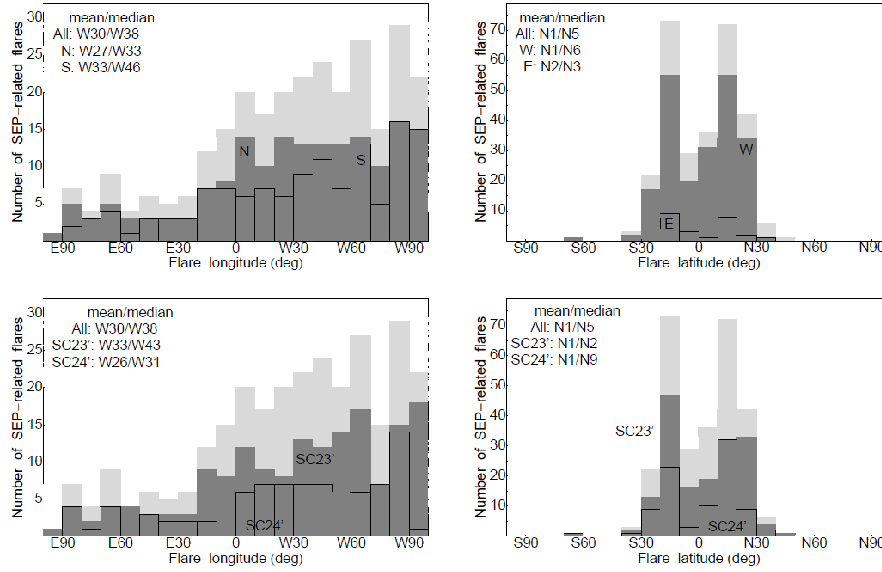 mean/median
All: W30/W38
N: W27/W33
S: W33/W46
Number of SEP-related flares
30
25
20
15
10
5
N
S
E90 E60 E30 0 W30 W60 W90
Flare longitude (deg)
mean/median
All: N1/N5
W: N1/N6
E: N2/N3
Number of SEP-related flares
70
60
50
40
30
20
10
W
E
S90 S60 S30 0 N30 N60 N90
Flare latitude (deg)
mean/median
All: W30/W38
SC23': W33/W43
SC24': W26/W31
Number of SEP-related flares
30
25
20
15
10
5
SC23'
SC24'
E90 E60 E30 0 W30 W60 W90
Flare longitude (deg)
mean/median
All: N1/N5
SC23': N1/N2
SC24': N1/N9
Number of SEP-related flares
70
60
50
40
30
20
10
SC23'
SC24'
S90 S60 S30 0 N30 N60 N90
Flare latitude (deg)